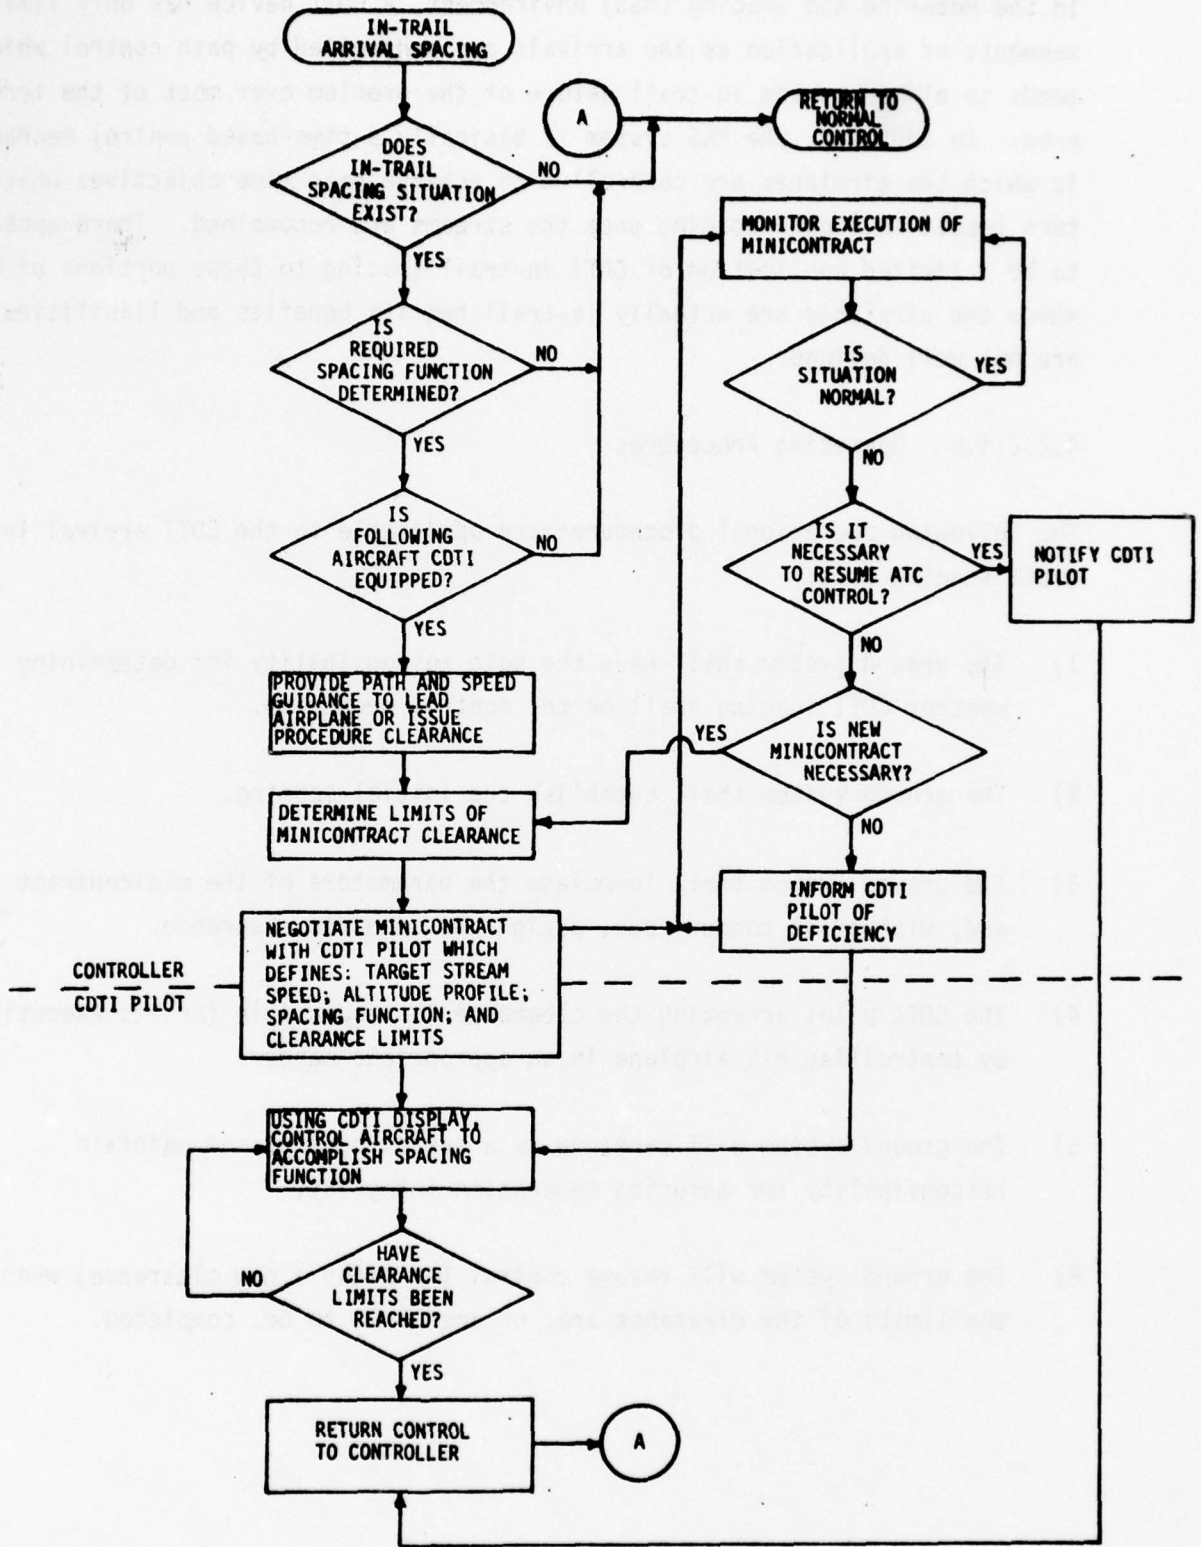 IN-TRAIL
ARRIVAL SPACING
A
RETURN TO
NORMAL
CONTROL
DOES
IN-TRAIL
SPACING SITUATION
EXIST?
NO
YES
IS
REQUIRED
SPACING FUNCTION
DETERMINED?
NO
YES
IS
FOLLOWING
AIRCRAFT CDTI
EQUIPPED?
NO
YES
PROVIDE PATH AND SPEED
GUIDANCE TO LEAD
AIRPLANE OR ISSUE
PROCEDURE CLEARANCE
DETERMINE LIMITS OF
MINICONTRACT CLEARANCE
NEGOTIATE MINICONTRACT
WITH CDTI PILOT WHICH
DEFINES: TARGET STREAM
SPEED; ALTITUDE PROFILE;
SPACING FUNCTION; AND
CLEARANCE LIMITS
MONITOR EXECUTION OF
MINICONTRACT
IS
SITUATION
NORMAL?
YES
NO
IS IT
NECESSARY
TO RESUME ATC
CONTROL?
YES
NOTIFY CDTI
PILOT
NO
IS NEW
MINICONTRACT
NECESSARY?
YES
NO
INFORM CDTI
PILOT OF
DEFICIENCY
CONTROLLER
CDTI PILOT
USING CDTI DISPLAY,
CONTROL AIRCRAFT TO
ACCOMPLISH SPACING
FUNCTION
HAVE
CLEARANCE
LIMITS BEEN
REACHED?
NO
YES
RETURN CONTROL
TO CONTROLLER
A